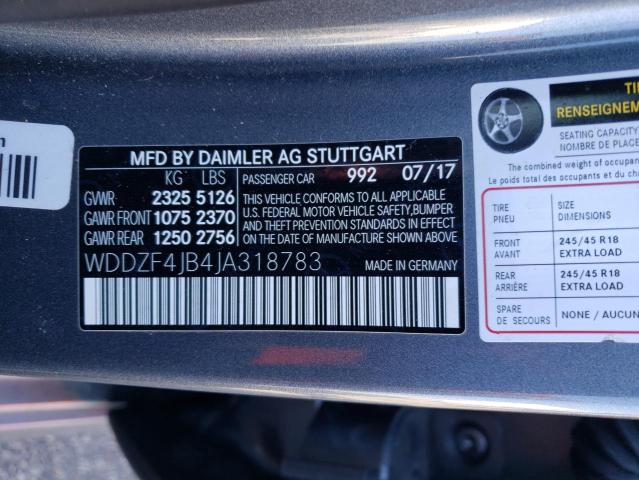 MFD BY DAIMLER AG STUTTGART
KG LBS PASSENGER CAR 992 07/17
GVWR 2325 5126
GAWR FRONT 1075 2370
GAWR REAR 1250 2756
THIS VEHICLE CONFORMS TO ALL APPLICABLE
U.S. FEDERAL MOTOR VEHICLE SAFETY,BUMPER
AND THEFT PREVENTION STANDARDS IN EFFECT
ON THE DATE OF MANUFACTURE SHOWN ABOVE.
WDDZF4JB4JA318783 MADE IN GERMANY
RENSEIGNEMEN
SEATING CAPACITY
NOMBRE DE PLACE
The combined weight of occupa
Le poids total des occupants et du cha
TIRE SIZE
PNEU DIMENSIONS
FRONT 245/45 R18
AVANT EXTRA LOAD
REAR 245/45 R18
ARRIÈRE EXTRA LOAD
SPARE NONE / AUCUN
DE SECOURS